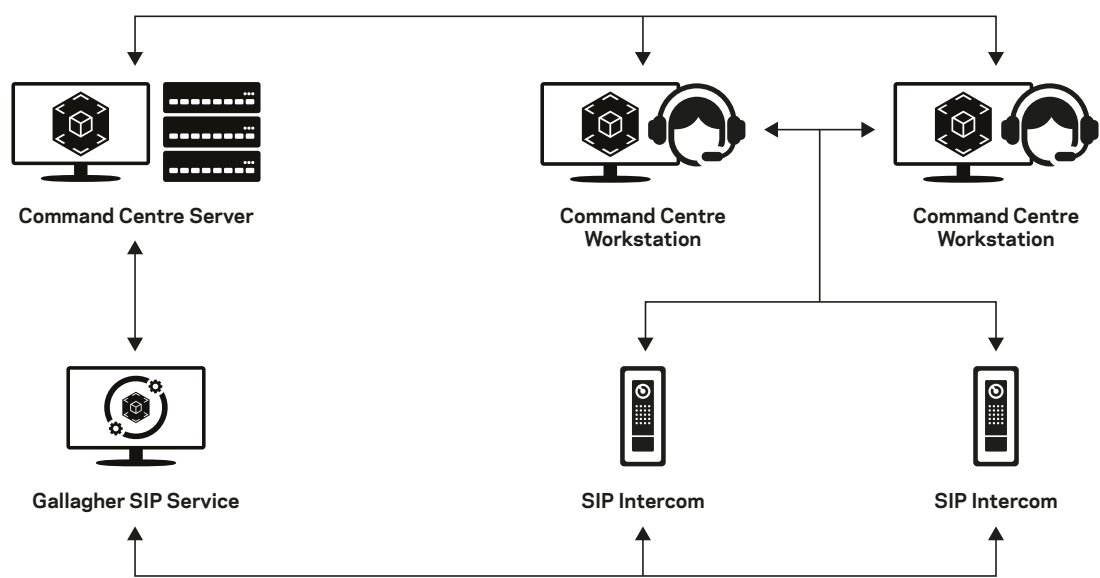 Command Centre Server
Command Centre
Workstation
Command Centre
Workstation
Gallagher SIP Service
SIP Intercom
SIP Intercom